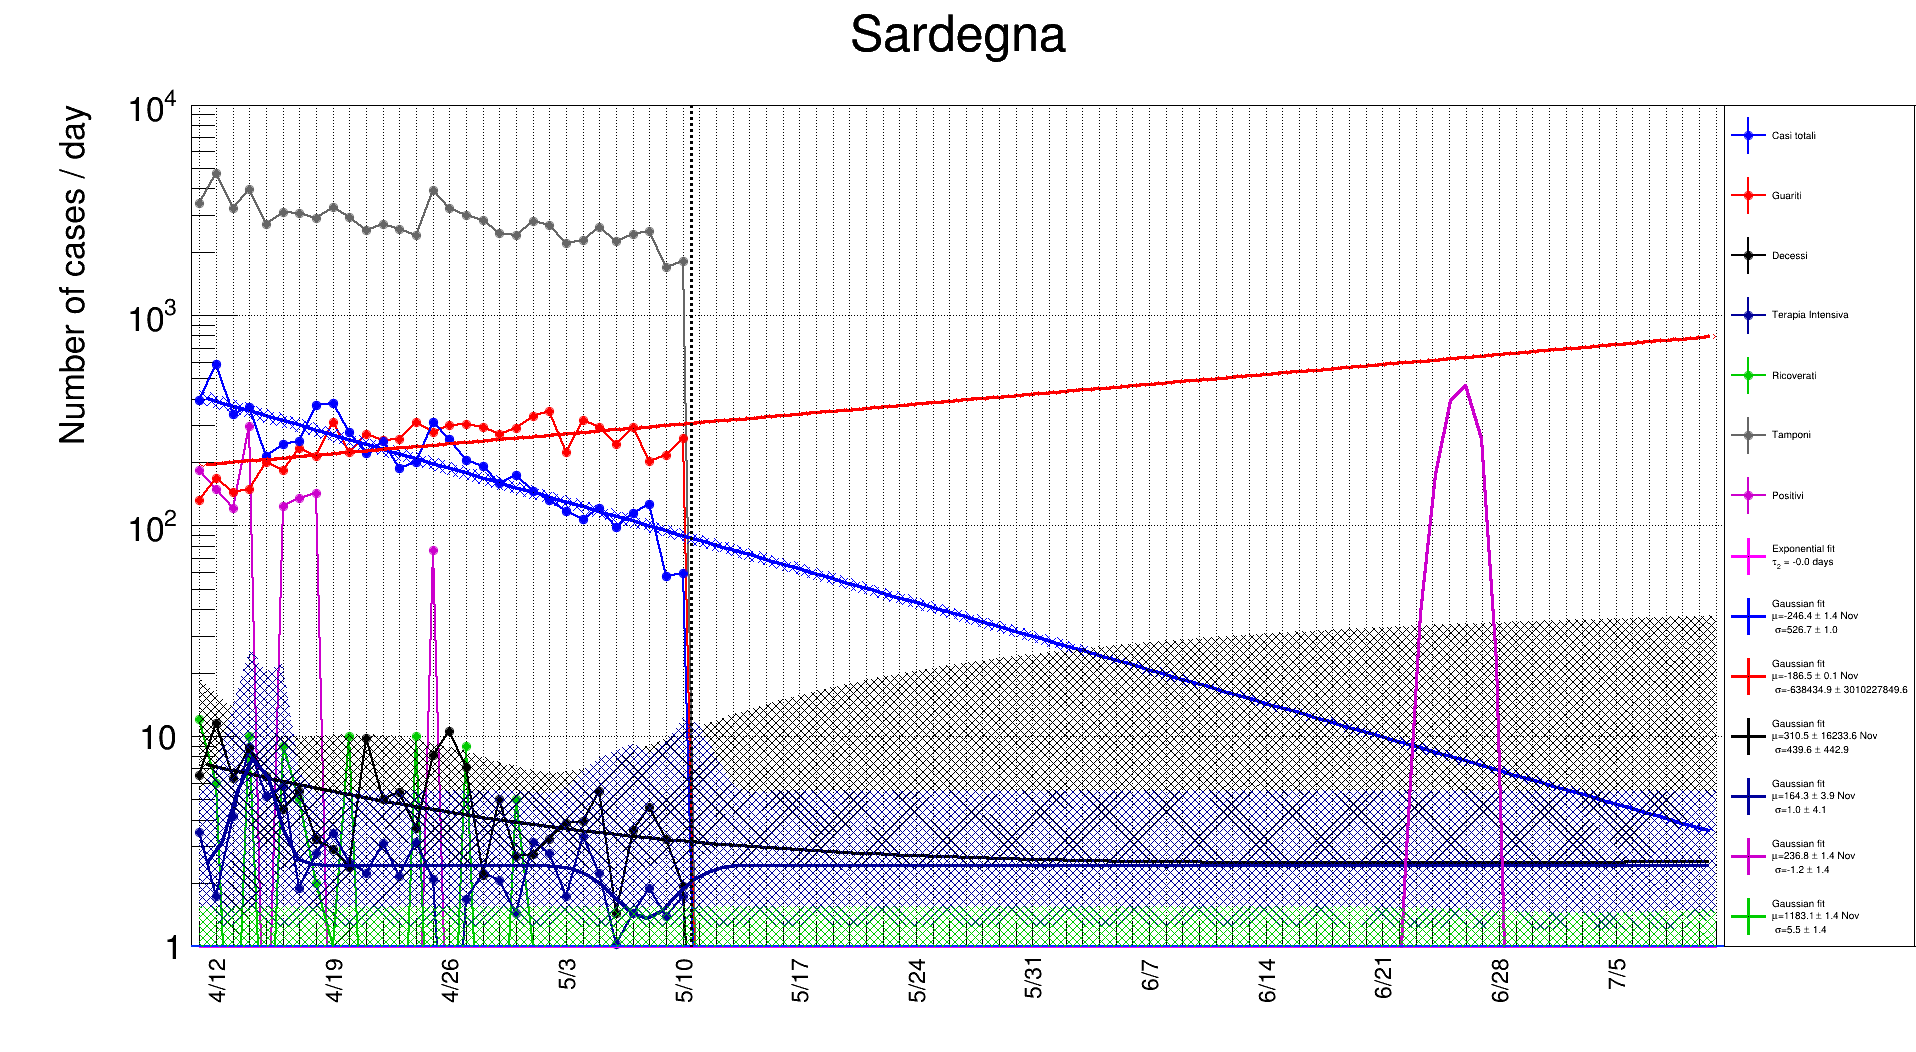 Sardegna
Number of cases / day
10⁴
10³
10²
10
1
4/12
4/19
4/26
5/3
5/10
5/17
5/24
5/31
6/7
6/14
6/21
6/28
7/5
Casi totali
Guariti
Decessi
Terapia Intensiva
Ricoverati
Tamponi
Positivi
Exponential fit
τ₂ = -0.0 days
Gaussian fit
μ=-246.4 ± 1.4 Nov
σ=526.7 ± 1.0
Gaussian fit
μ=-186.5 ± 0.1 Nov
σ=-638434.9 ± 3010227849.6
Gaussian fit
μ=310.5 ± 16233.6 Nov
σ=439.6 ± 442.9
Gaussian fit
μ=164.3 ± 3.9 Nov
σ=1.0 ± 4.1
Gaussian fit
μ=236.8 ± 1.4 Nov
σ=-1.2 ± 1.4
Gaussian fit
μ=1183.1 ± 1.4 Nov
σ=5.5 ± 1.4